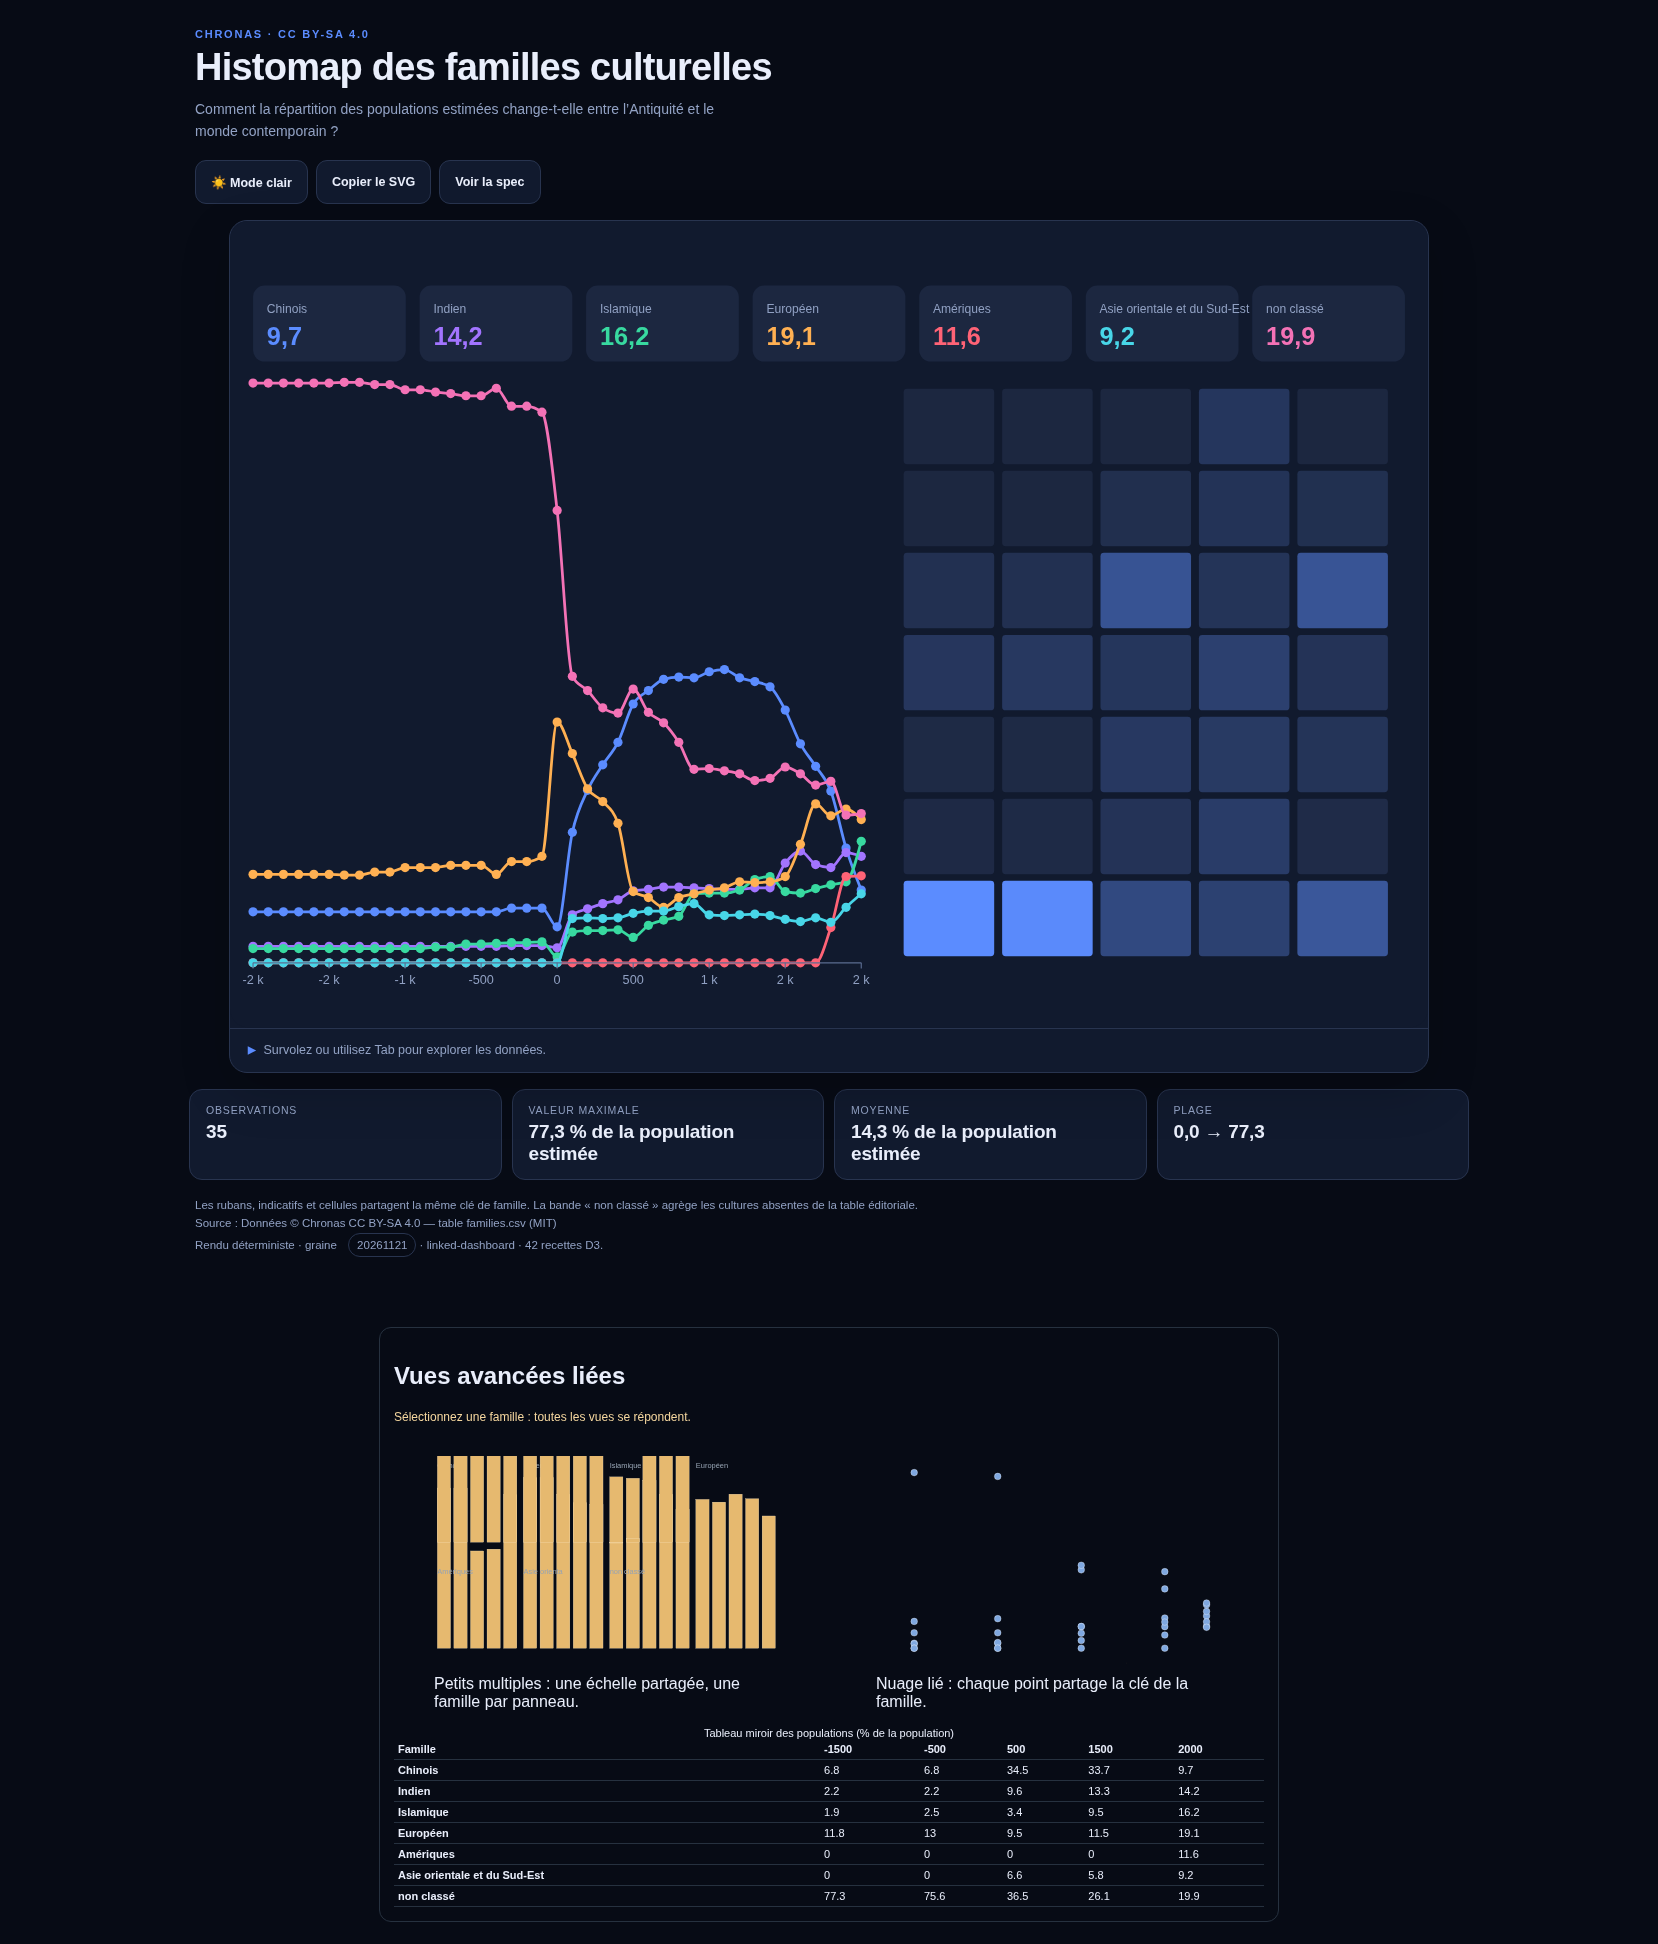 CHRONAS · CC BY-SA 4.0
Histomap des familles culturelles
Comment la répartition des populations estimées change-t-elle entre l'Antiquité et le
monde contemporain ?
☀️ Mode clair
Copier le SVG
Voir la spec
Chinois
9,7
Indien
14,2
Islamique
16,2
Européen
19,1
Amériques
11,6
Asie orientale et du Sud-Est
9,2
non classé
19,9
-2 k
-2 k
-1 k
-500
0
500
1 k
2 k
2 k
► Survolez ou utilisez Tab pour explorer les données.
OBSERVATIONS
35
VALEUR MAXIMALE
77,3 % de la population
estimée
MOYENNE
14,3 % de la population
estimée
PLAGE
0,0 → 77,3
Les rubans, indicatifs et cellules partagent la même clé de famille. La bande « non classé » agrège les cultures absentes de la table éditoriale.
Source : Données © Chronas CC BY-SA 4.0 — table families.csv (MIT)
Rendu déterministe · graine 20261121 · linked-dashboard · 42 recettes D3.
Vues avancées liées
Sélectionnez une famille : toutes les vues se répondent.
Islamique
Européen
Petits multiples : une échelle partagée, une
famille par panneau.
Nuage lié : chaque point partage la clé de la
famille.
Tableau miroir des populations (% de la population)
Famille -1500 -500 500 1500 2000
Chinois 6.8 6.8 34.5 33.7 9.7
Indien 2.2 2.2 9.6 13.3 14.2
Islamique 1.9 2.5 3.4 9.5 16.2
Européen 11.8 13 9.5 11.5 19.1
Amériques 0 0 0 0 11.6
Asie orientale et du Sud-Est 0 0 6.6 5.8 9.2
non classé 77.3 75.6 36.5 26.1 19.9